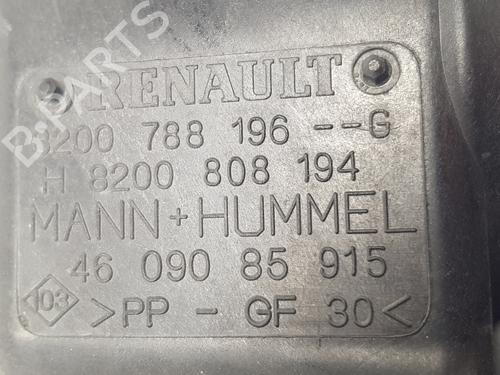 RENAULT
8200 788 196 --G
H 8200 808 194
MANN+HUMMEL
46 090 85 915
103 >PP - GF 30<
B-PARTS